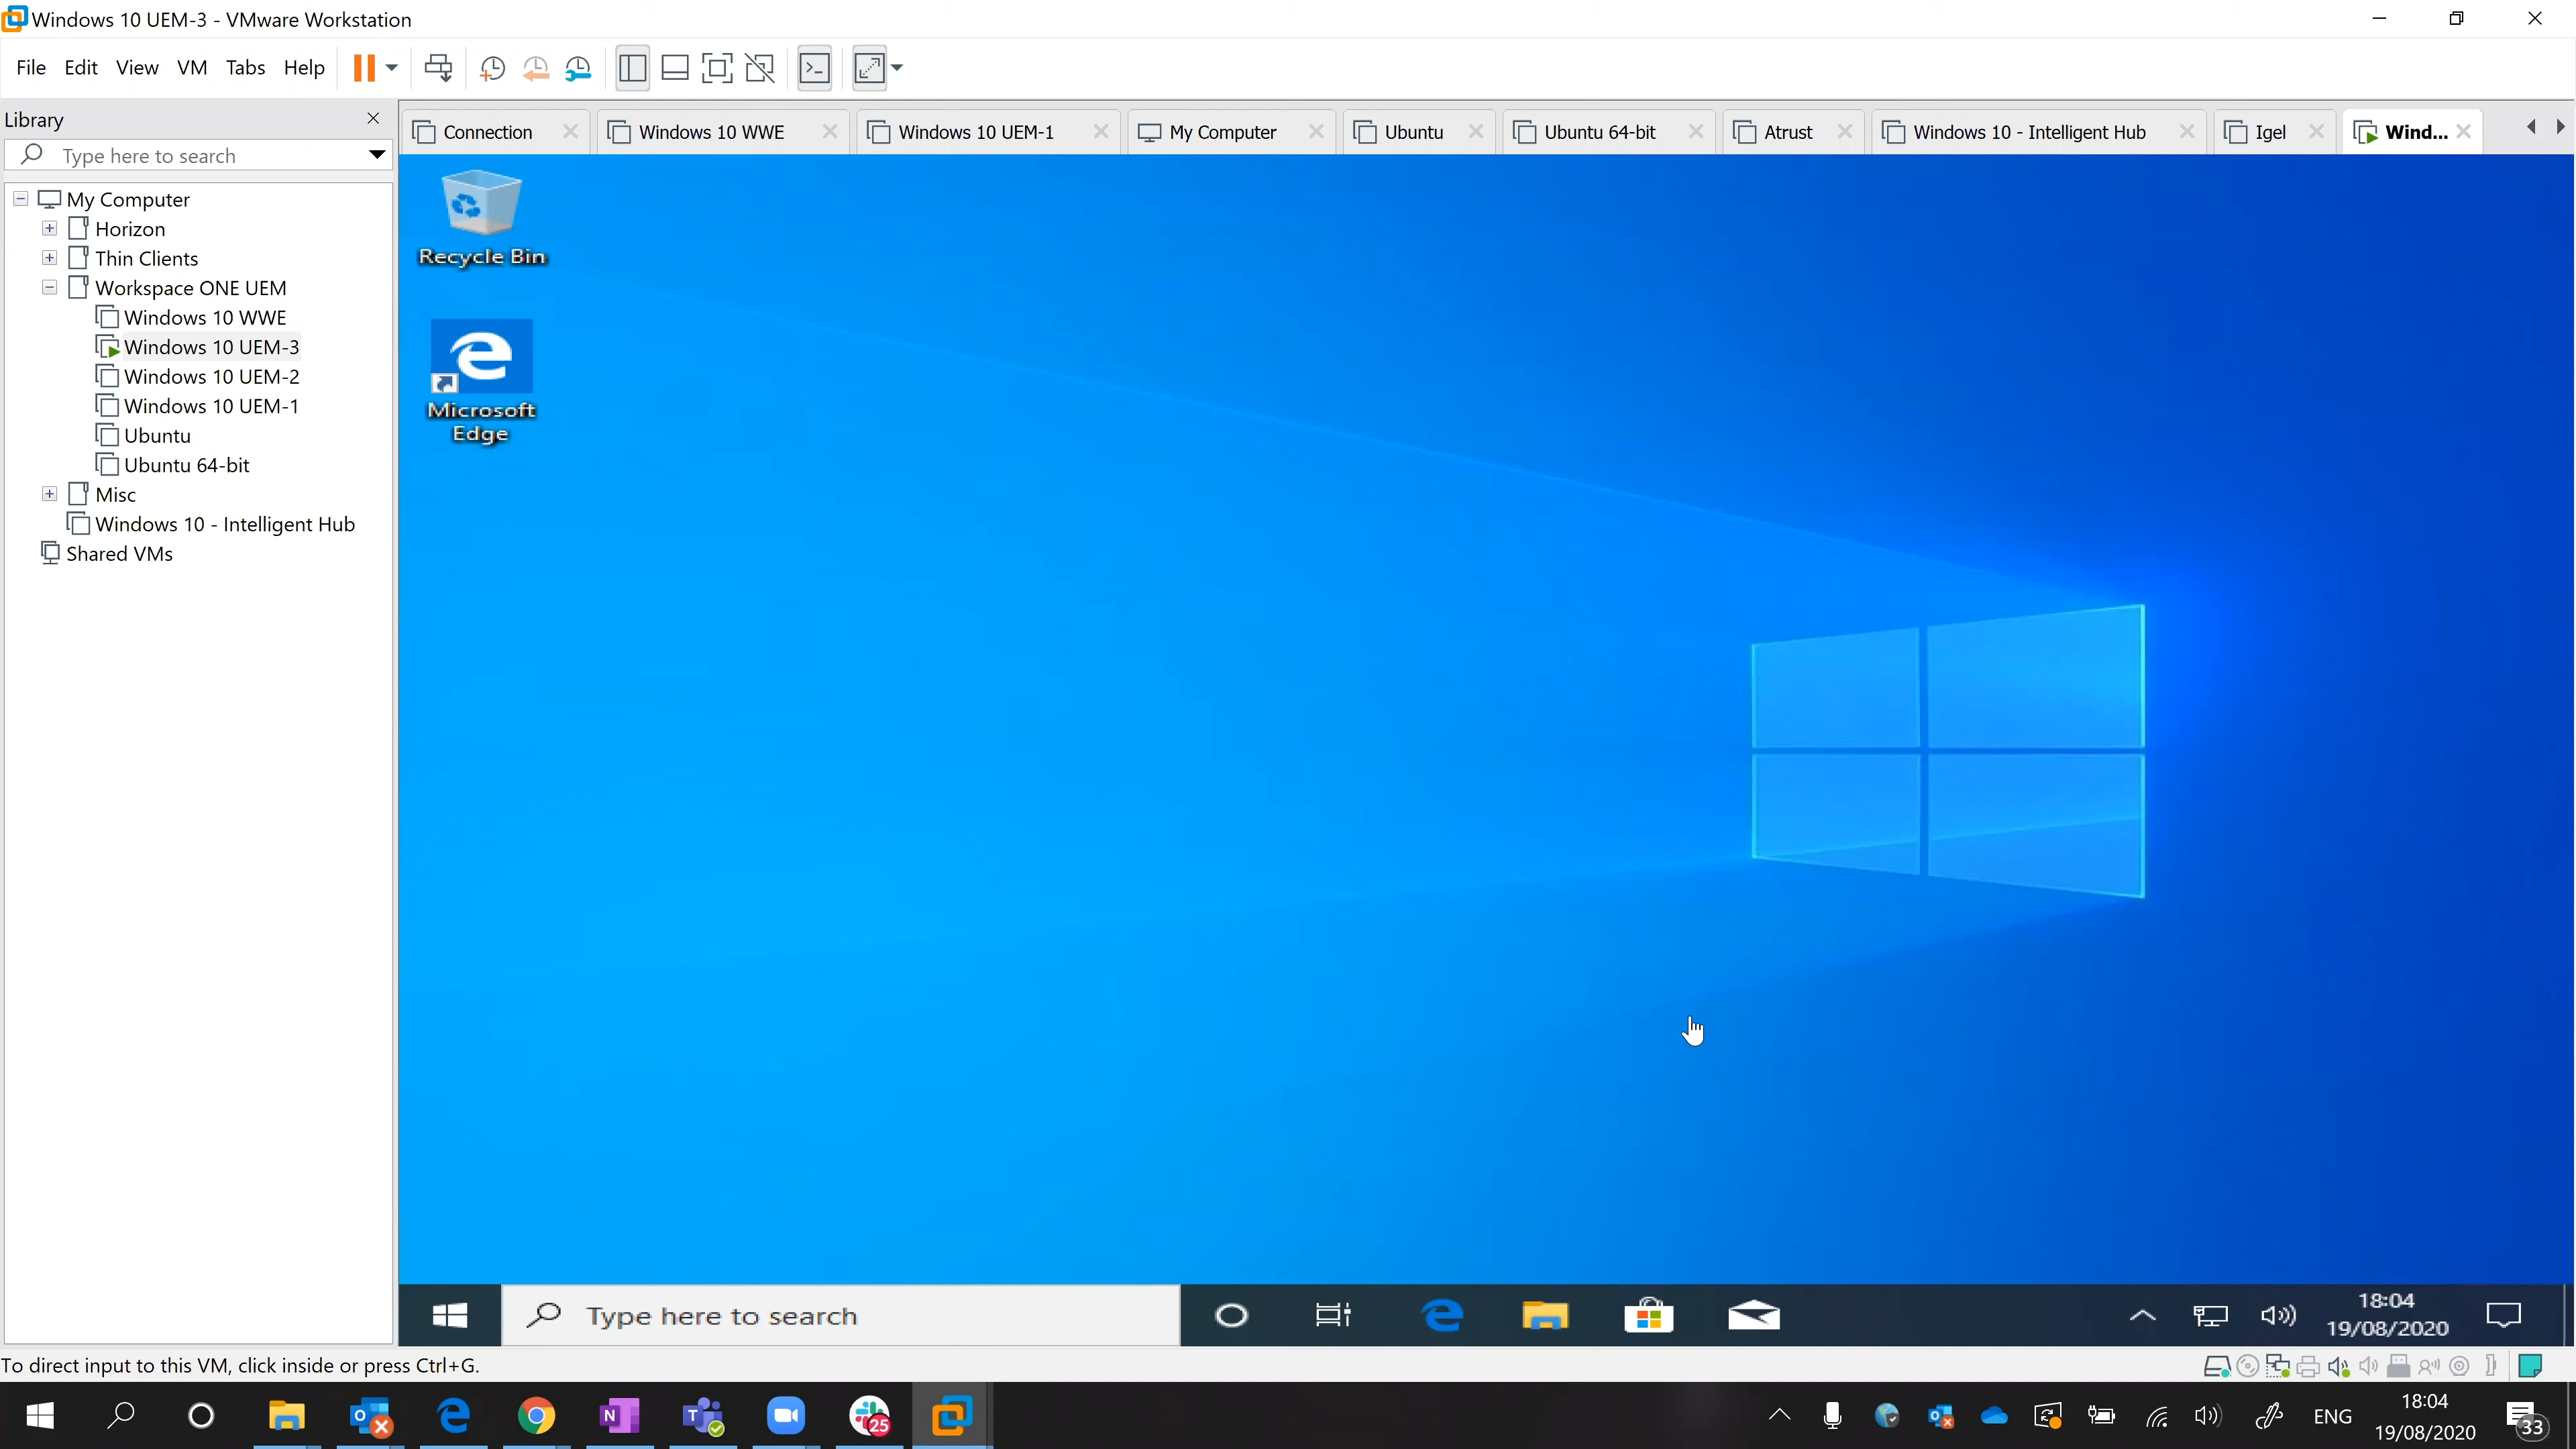 Windows 10 UEM-3 - VMware Workstation
File Edit View VM Tabs Help
Library
Type here to search
Connection
Windows 10 WWE
Windows 10 UEM-1
My Computer
Ubuntu
Ubuntu 64-bit
Atrust
Windows 10 - Intelligent Hub
Igel
Wind...
My Computer
Horizon
Thin Clients
Workspace ONE UEM
Windows 10 WWE
Windows 10 UEM-3
Windows 10 UEM-2
Windows 10 UEM-1
Ubuntu
Ubuntu 64-bit
Misc
Windows 10 - Intelligent Hub
Shared VMs
Recycle Bin
Microsoft
Edge
Type here to search
18:04
19/08/2020
To direct input to this VM, click inside or press Ctrl+G.
25
ENG
18:04
19/08/2020
33